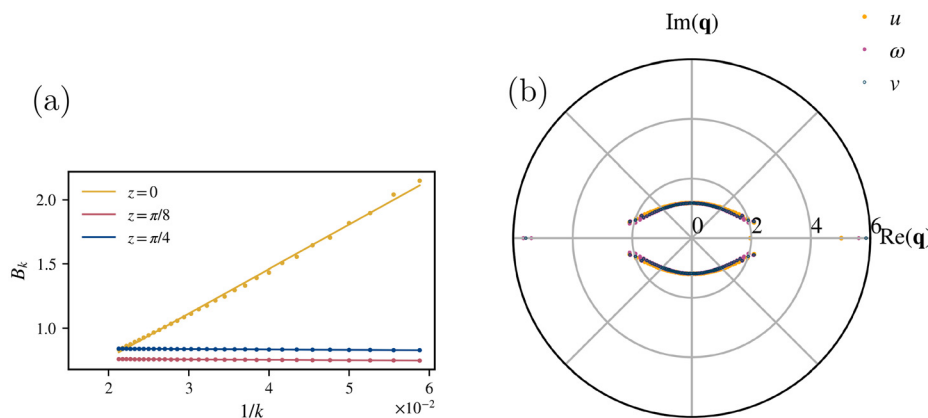 (a)
2.0
1.5
1.0
B_k
z = 0
z = π/8
z = π/4
2 3 4 5 6
1/k
×10⁻²
(b)
Im(q)
u
ω
v
0 2 4 6
Re(q)